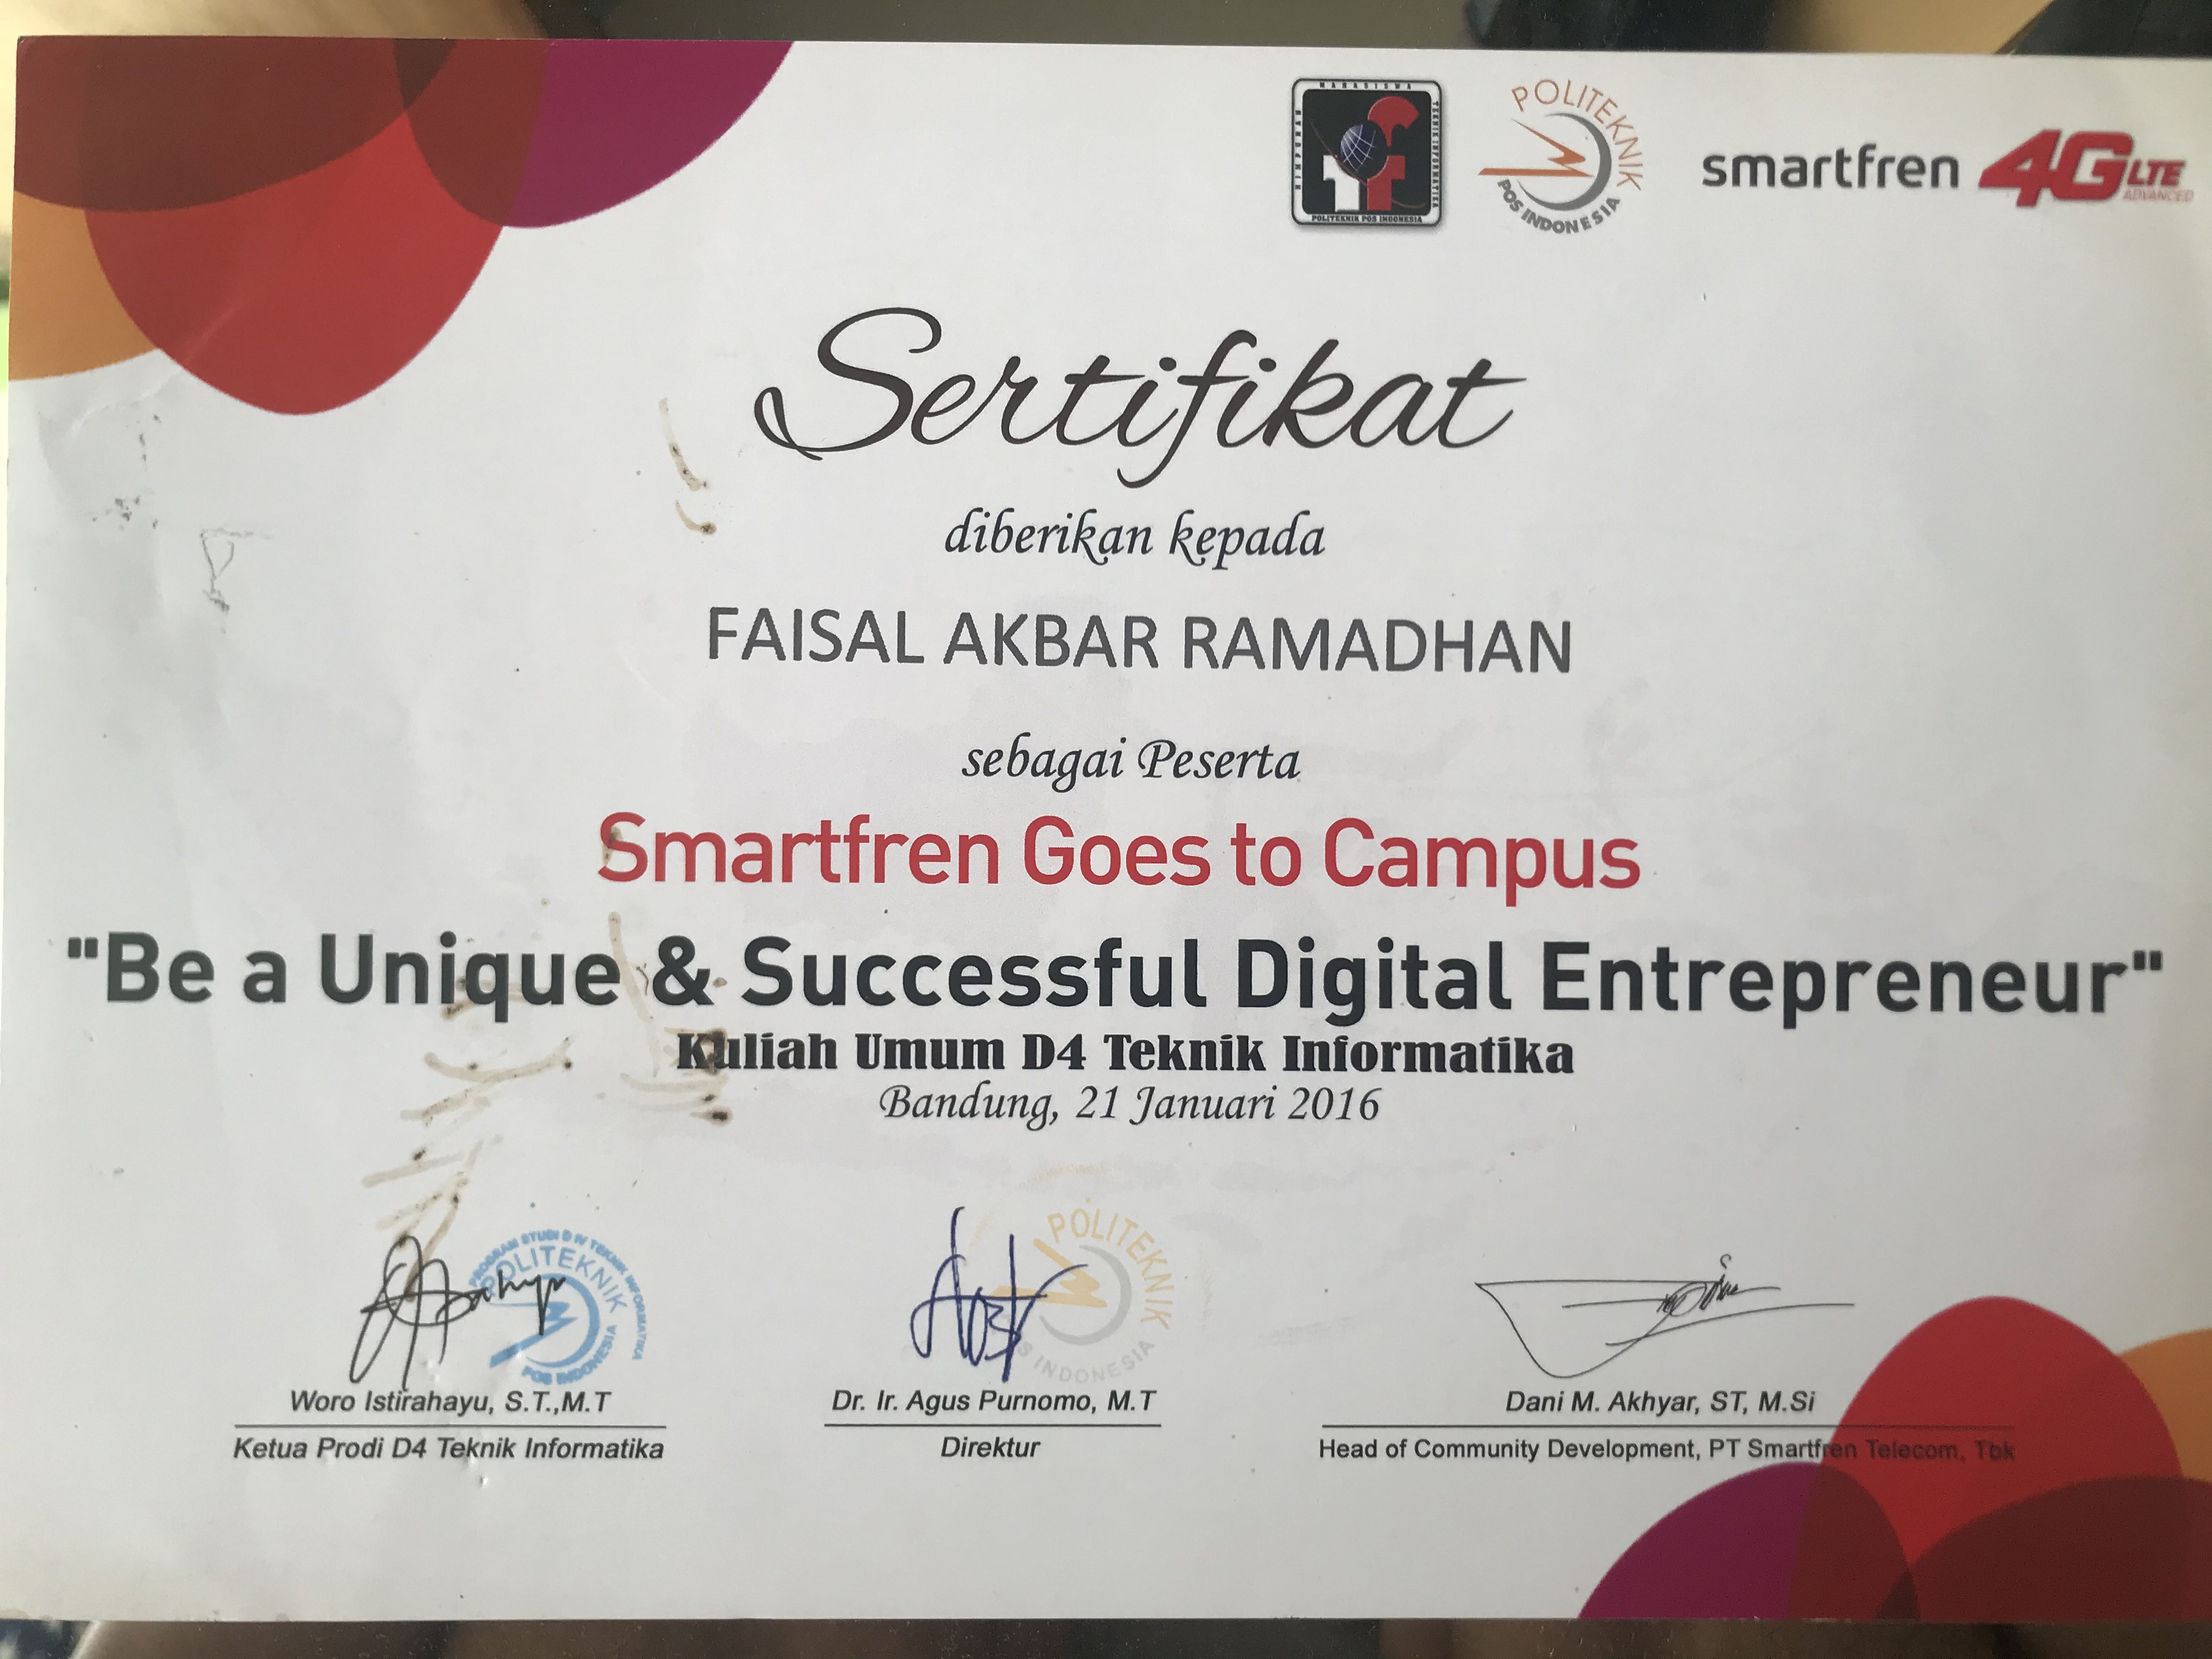 HIMPUNAN MAHASISWA TEKNIK INFORMATIKA POLITEKNIK POS INDONESIA
POLITEKNIK POS INDONESIA
smartfren 4G LTE ADVANCED
Sertifikat
diberikan kepada
FAISAL AKBAR RAMADHAN
sebagai Peserta
Smartfren Goes to Campus
"Be a Unique & Successful Digital Entrepreneur"
Kuliah Umum D4 Teknik Informatika
Bandung, 21 Januari 2016
PROGRAM STUDI D IV TEKNIK INFORMATIKA
POLITEKNIK
POS INDONESIA
POLITEKNIK
POS INDONESIA
Woro Istirahayu, S.T.,M.T
Ketua Prodi D4 Teknik Informatika
Dr. Ir. Agus Purnomo, M.T
Direktur
Dani M. Akhyar, ST, M.Si
Head of Community Development, PT Smartfren Telecom, Tbk